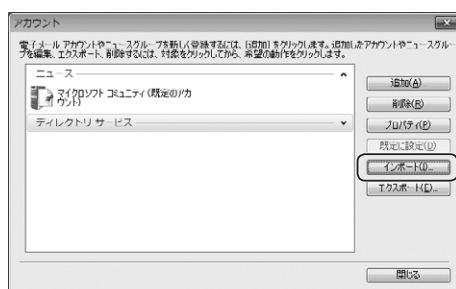 アカウント
電子メール アカウントやニュースグループを新しく登録するには、[追加] をクリックします。追加したアカウントやニュースグルー
プを編集、エクスポート、削除するには、対象をクリックしてから、希望の動作をクリックします。
ニュース
マイクロソフト コミュニティ (既定のアカ
ウント)
ディレクトリ サービス
追加(A)
削除(R)
プロパティ(P)
既定に設定(D)
インポート(I)...
エクスポート(E)...
閉じる